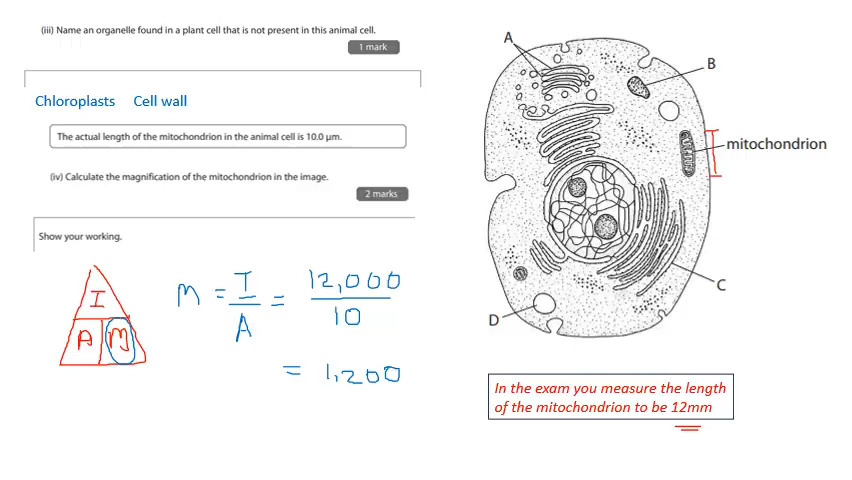 (iii) Name an organelle found in a plant cell that is not present in this animal cell.
1 mark
Chloroplasts Cell wall
The actual length of the mitochondrion in the animal cell is 10.0 μm.
(iv) Calculate the magnification of the mitochondrion in the image.
2 marks
Show your working.
I
A M
M = I / A = 12,000 / 10
= 1,200
A
B
mitochondrion
C
D
In the exam you measure the length
of the mitochondrion to be 12mm